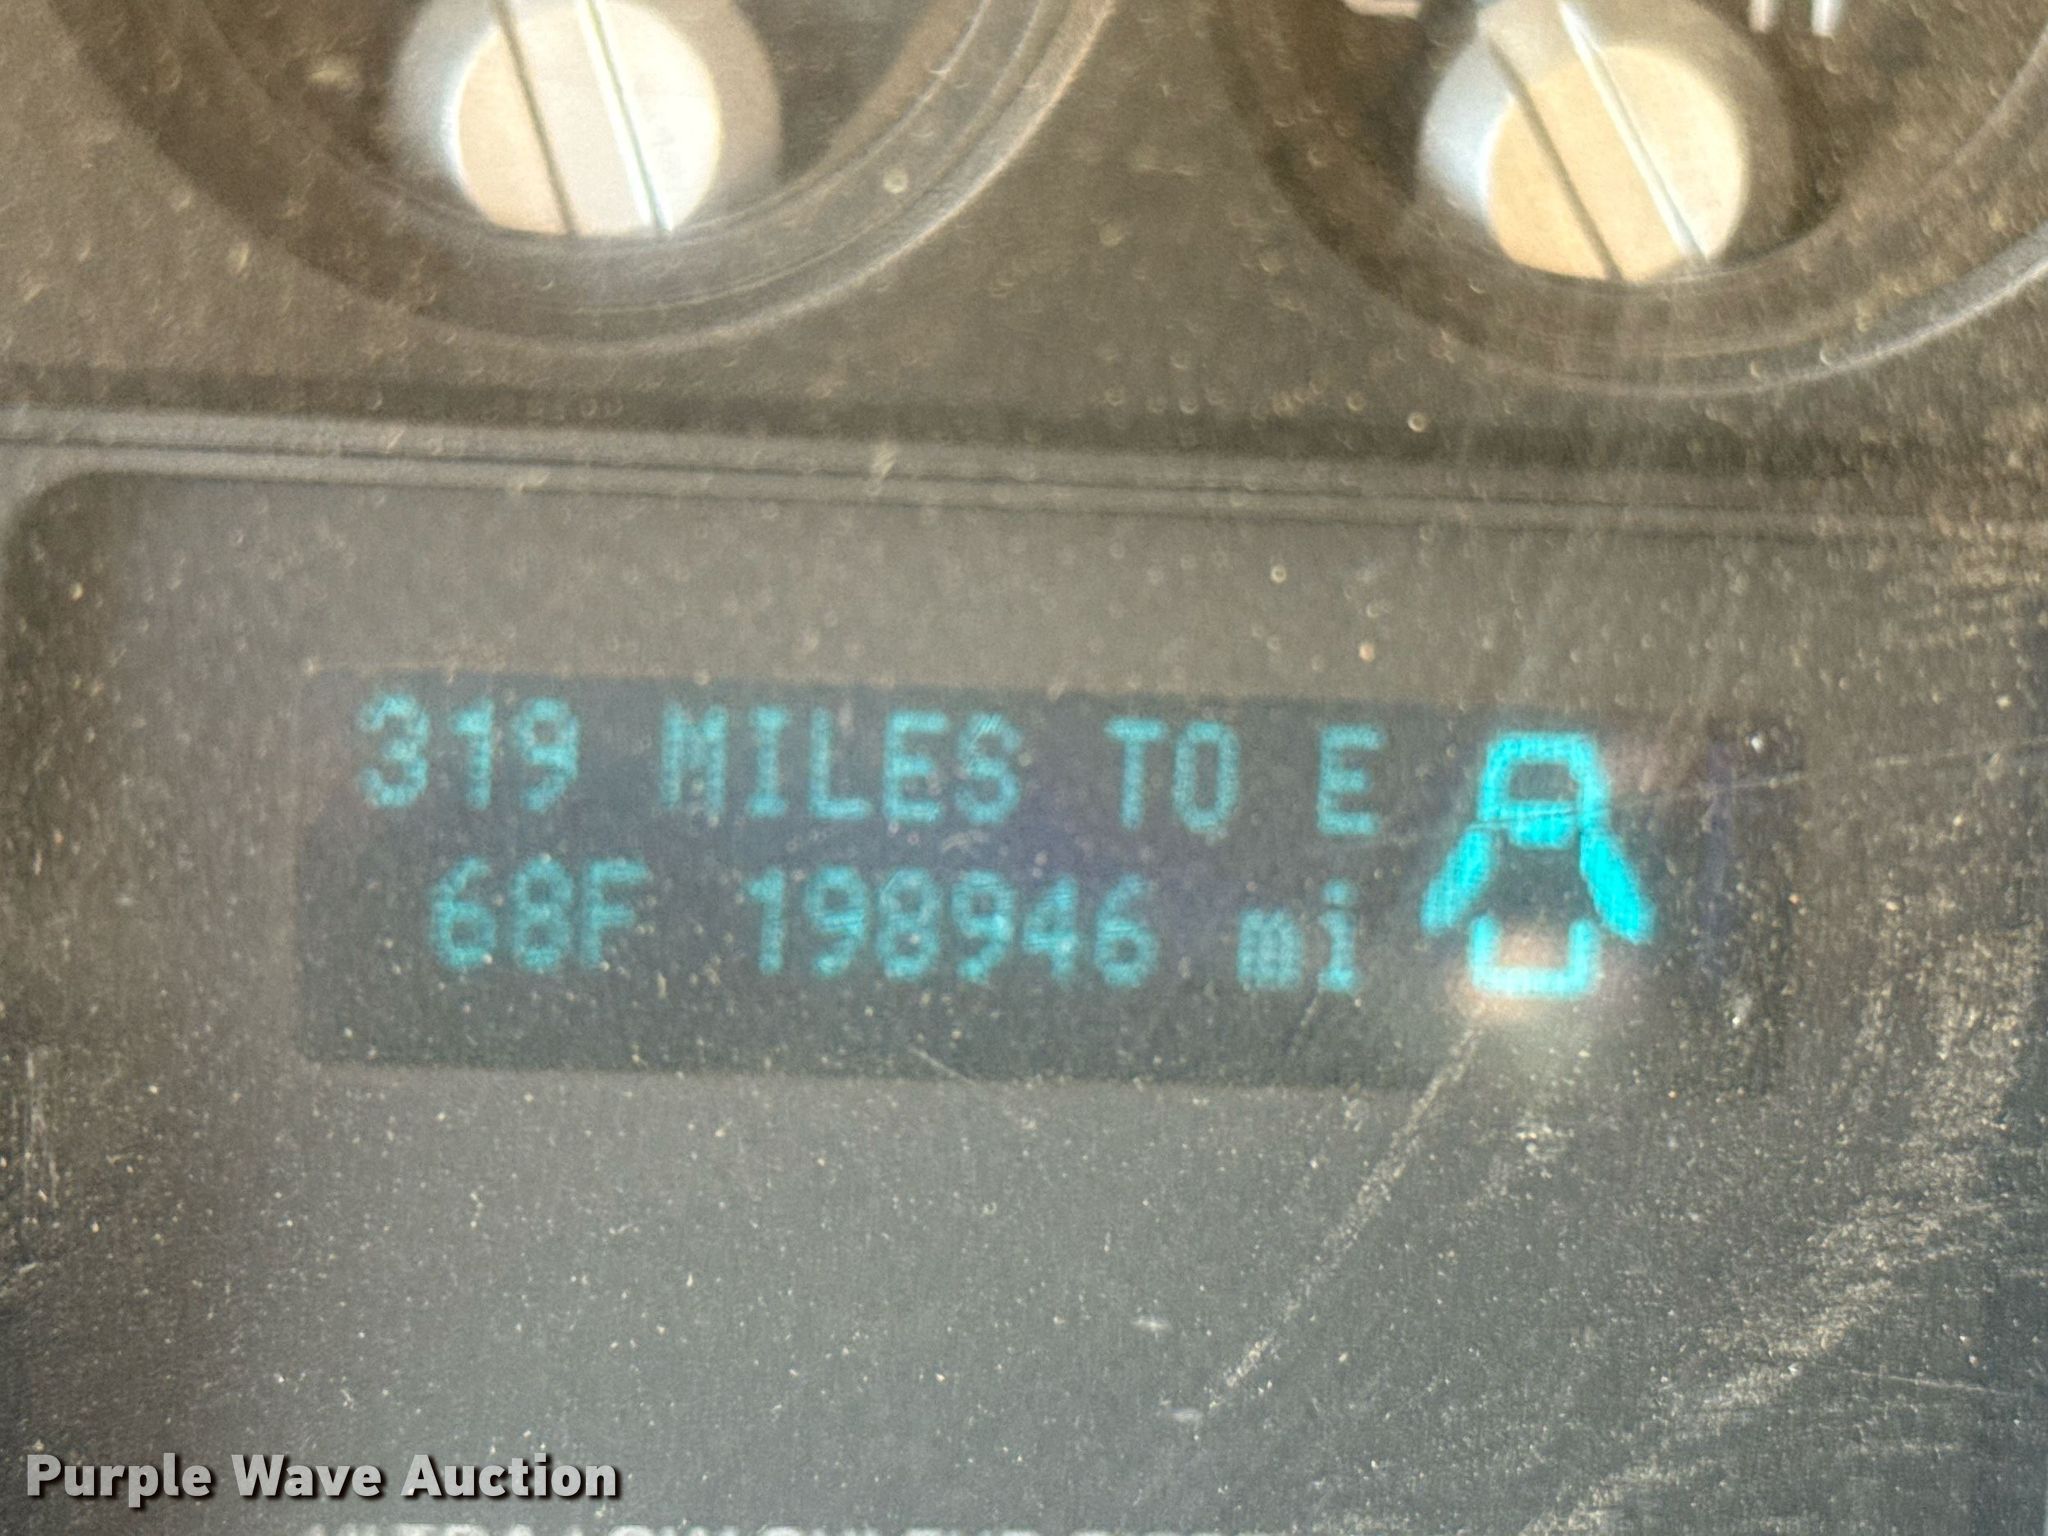 319 MILES TO E
68F 198946 mi
Purple Wave Auction